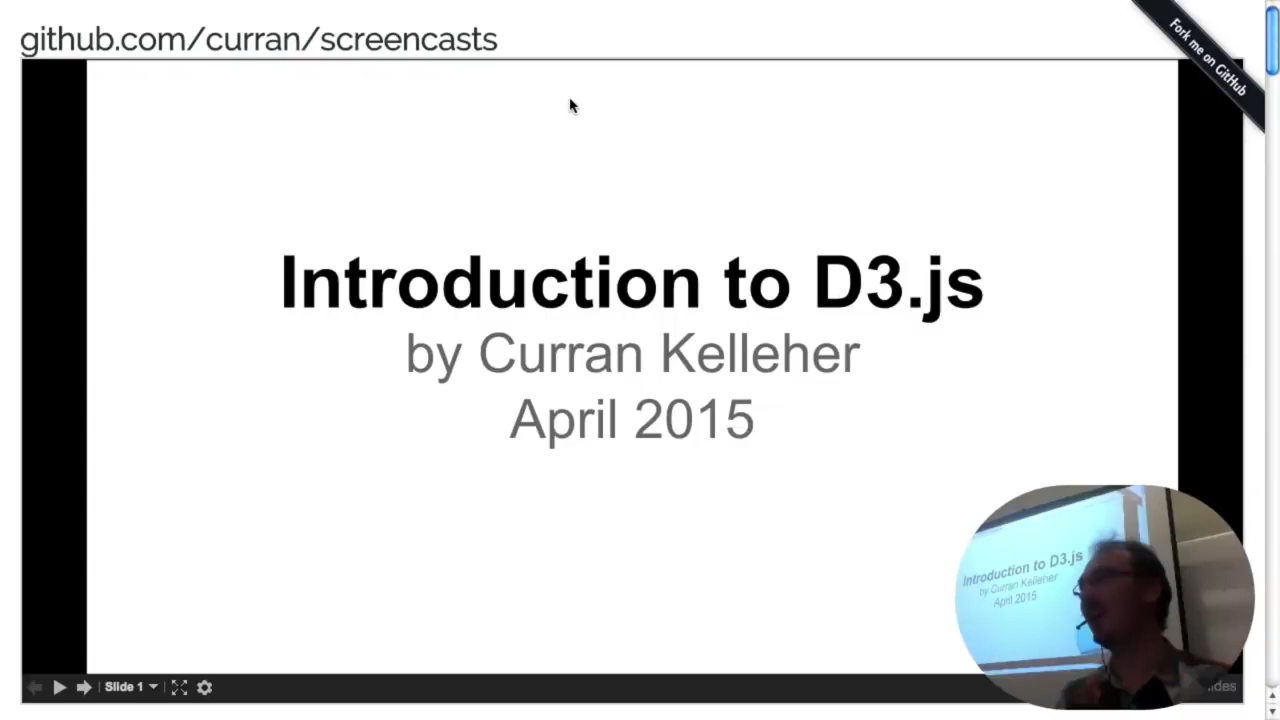 github.com/curran/screencasts
Fork me on GitHub
Introduction to D3.js
by Curran Kelleher
April 2015
Introduction to D3.js
by Curran Kelleher
April 2015
Slide 1